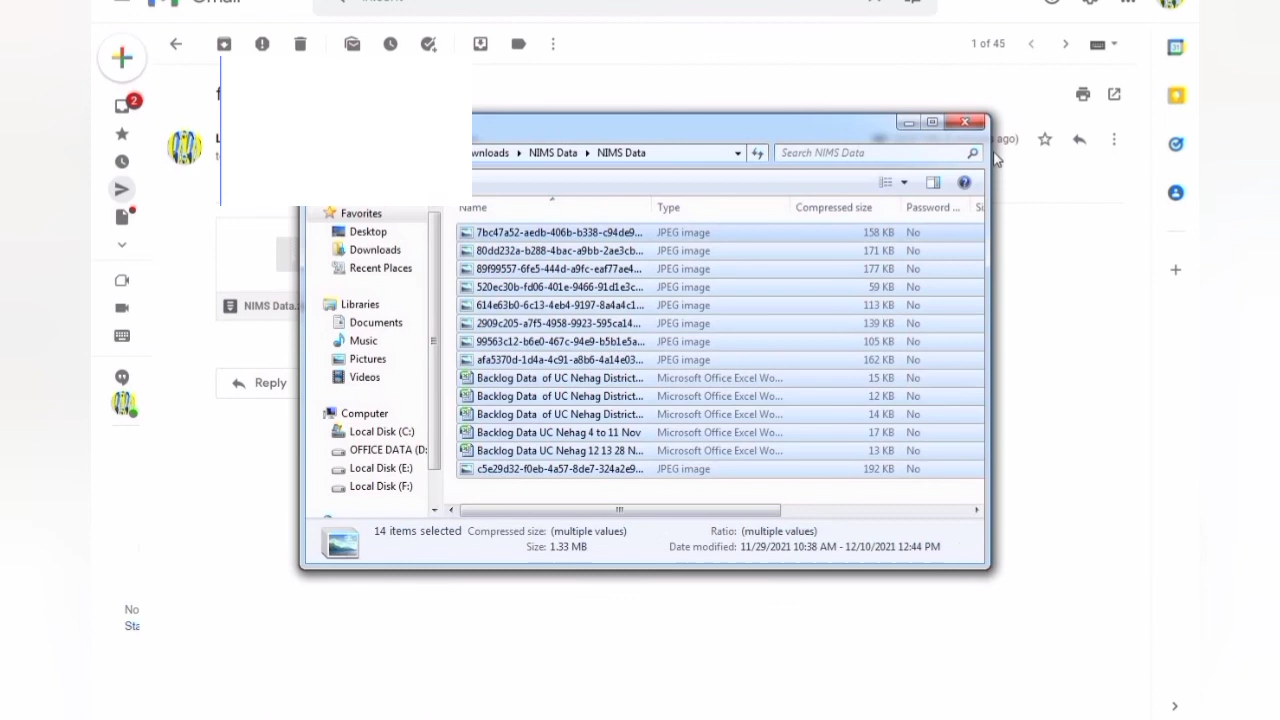 1 of 45
2
ago)
wnloads ▸ NIMS Data ▸ NIMS Data
Search NIMS Data
Favorites
Desktop
Downloads
Recent Places
Libraries
Documents
Music
Pictures
Videos
Computer
Local Disk (C:)
OFFICE DATA (D:
Local Disk (E:)
Local Disk (F:)
Name Type Compressed size Password ... Si
7bc47a52-aedb-406b-b338-c94de9... JPEG image 158 KB No
80dd232a-b288-4bac-a9bb-2ae3cb... JPEG image 171 KB No
89f99557-6fe5-444d-a9fc-eaf77ae4... JPEG image 177 KB No
520ec30b-fd06-401e-9466-91d1e3c... JPEG image 59 KB No
614e63b0-6c13-4eb4-9197-8a4a4c1... JPEG image 113 KB No
2909c205-a7f5-4958-9923-595ca14... JPEG image 139 KB No
99563c12-b6e0-467c-94e9-b5b1e5a... JPEG image 105 KB No
afa5370d-1d4a-4c91-a8b6-4a14e03... JPEG image 162 KB No
Backlog Data of UC Nehag District... Microsoft Office Excel Wo... 15 KB No
Backlog Data of UC Nehag District... Microsoft Office Excel Wo... 12 KB No
Backlog Data of UC Nehag District... Microsoft Office Excel Wo... 14 KB No
Backlog Data UC Nehag 4 to 11 Nov Microsoft Office Excel Wo... 17 KB No
Backlog Data UC Nehag 12 13 28 N... Microsoft Office Excel Wo... 13 KB No
c5e29d32-f0eb-4a57-8de7-324a2e9... JPEG image 192 KB No
14 items selected Compressed size: (multiple values) Ratio: (multiple values)
Size: 1.33 MB Date modified: 11/29/2021 10:38 AM - 12/10/2021 12:44 PM
NIMS Data.
Reply
No
Sta